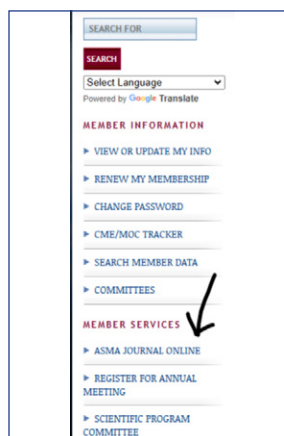 SEARCH FOR
SEARCH
Select Language
Powered by Google Translate
MEMBER INFORMATION
VIEW OR UPDATE MY INFO
RENEW MY MEMBERSHIP
CHANGE PASSWORD
CME/MOC TRACKER
SEARCH MEMBER DATA
COMMITTEES
MEMBER SERVICES
ASMA JOURNAL ONLINE
REGISTER FOR ANNUAL
MEETING
SCIENTIFIC PROGRAM
COMMITTEE